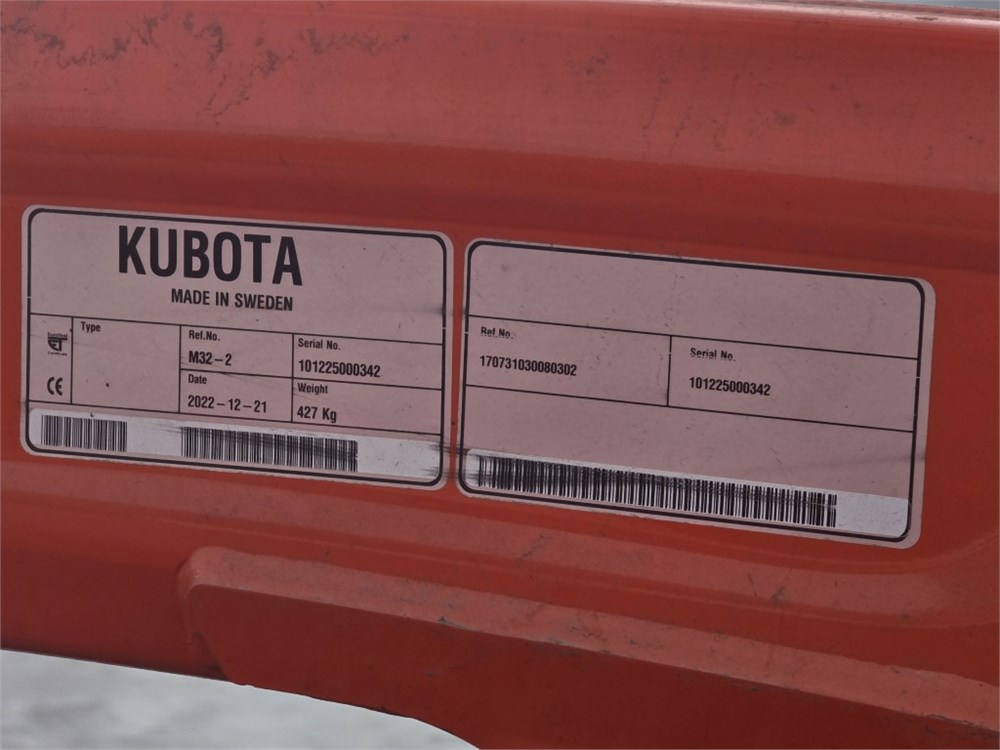 KUBOTA
MADE IN SWEDEN
Type
Ref.No.
M32-2
Serial No.
101225000342
CE
Date
2022-12-21
Weight
427 Kg
Ref.No.
170731030080302
Serial No.
101225000342